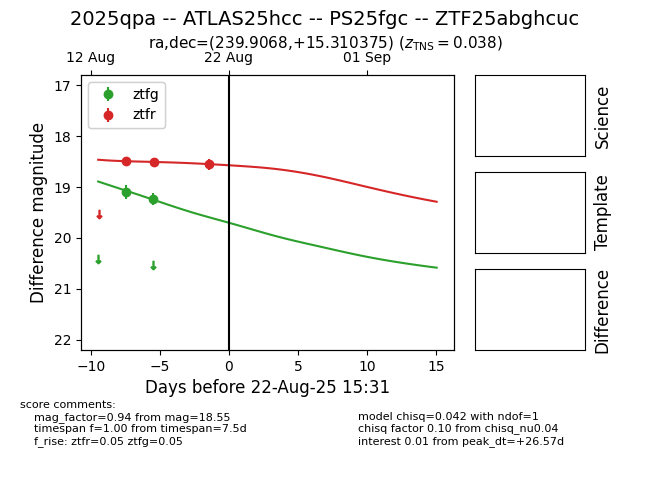 2025qpa -- ATLAS25hcc -- PS25fgc -- ZTF25abghcuc
ra,dec=(239.9068,+15.310375) (z_TNS = 0.038)
12 Aug 22 Aug 01 Sep
ztfg
ztfr
17
18
19
20
21
22
Difference magnitude
−10 −5 0 5 10 15
Days before 22-Aug-25 15:31
Science
Template
Difference
score comments:
mag_factor=0.94 from mag=18.55
timespan f=1.00 from timespan=7.5d
f_rise: ztfr=0.05 ztfg=0.05
model chisq=0.042 with ndof=1
chisq factor 0.10 from chisq_nu0.04
interest 0.01 from peak_dt=+26.57d